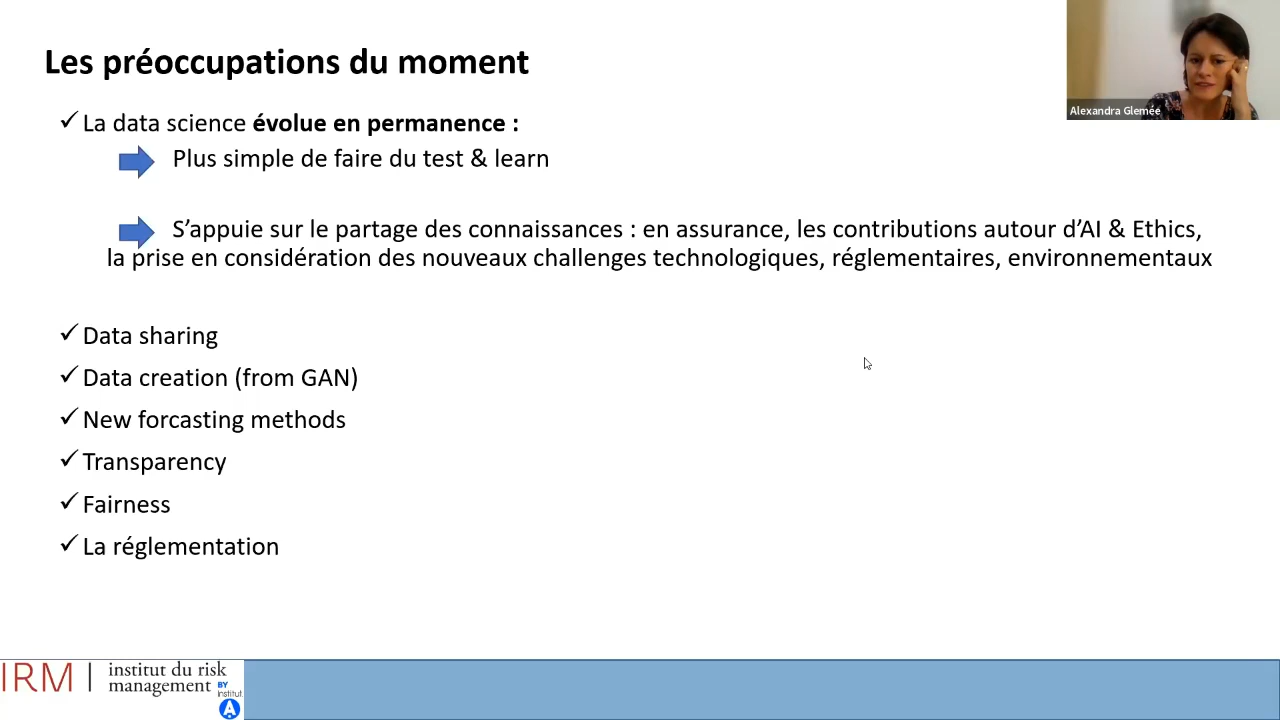 Les préoccupations du moment
Alexandra Glemée
✓ La data science évolue en permanence :
Plus simple de faire du test & learn
S’appuie sur le partage des connaissances : en assurance, les contributions autour d’AI & Ethics,
la prise en considération des nouveaux challenges technologiques, réglementaires, environnementaux
✓ Data sharing
✓ Data creation (from GAN)
✓ New forcasting methods
✓ Transparency
✓ Fairness
✓ La réglementation
IRM | institut du risk
management BY
Institut.
A